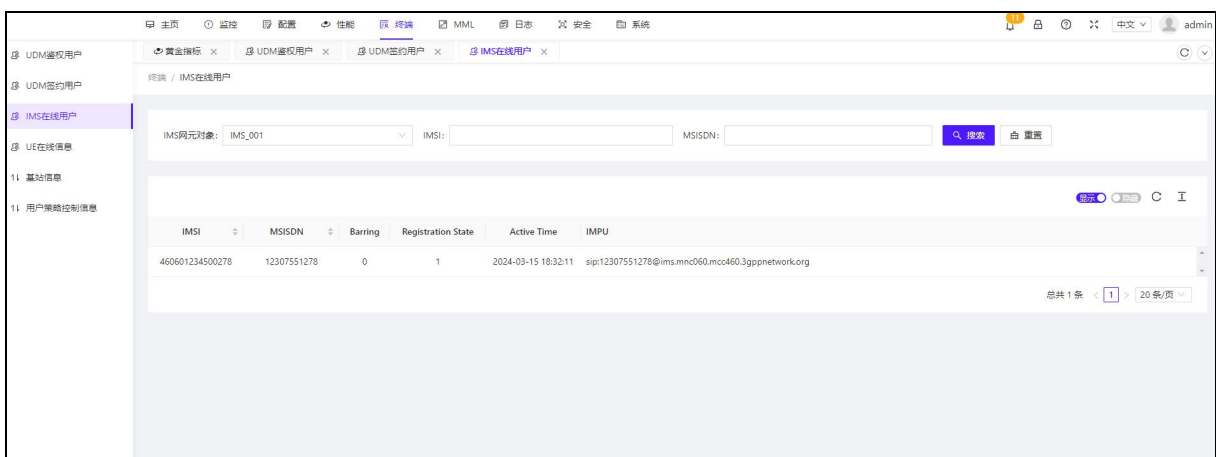 主页 监控 配置 性能 终端 MML 日志 安全 系统 11 中文 admin
UDM鉴权用户
UDM签约用户
IMS在线用户
UE在线信息
基站信息
用户策略控制信息
黄金指标 UDM鉴权用户 UDM签约用户 IMS在线用户
终端 / IMS在线用户
IMS网元对象: IMS_001 IMSI: MSISDN: 搜索 重置
显示
IMSI MSISDN Barring Registration State Active Time IMPU
460601234500278 12307551278 0 1 2024-03-15 18:32:11 sip:12307551278@ims.mnc060.mcc460.3gppnetwork.org
总共 1 条 < 1 > 20 条/页